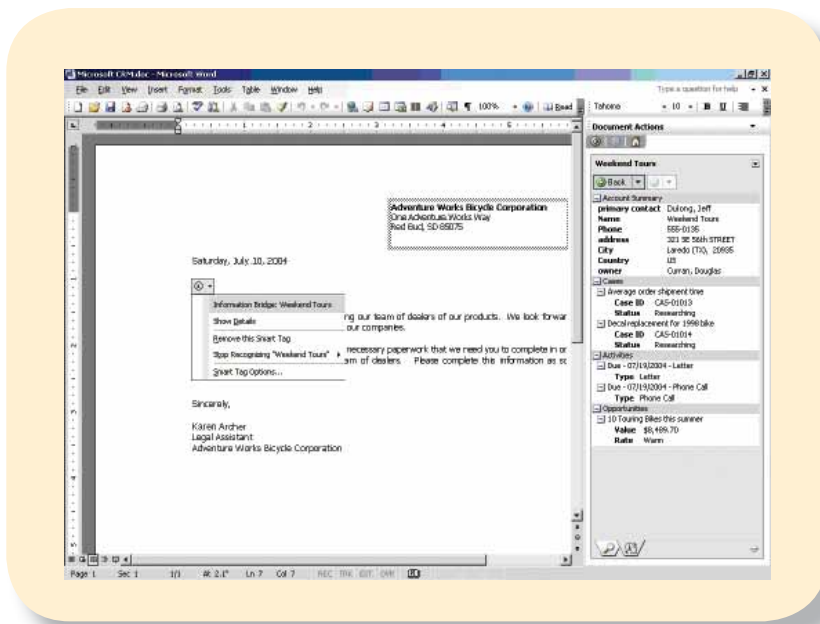 Microsoft CRM.doc - Microsoft Word
File Edit View Insert Format Tools Table Window Help
Type a question for help
100%
Read
Tahoma
10
B U
Document Actions
Weekend Tours
Back
Account Summary
primary contact Dulong, Jeff
Name Weekend Tours
Phone 555-0135
address 321 SE 56th STREET
City Laredo (TX), 20985
Country US
owner Curran, Douglas
Cases
Average order shipment time
Case ID CAS-01013
Status Researching
Decal replacement for 1998 bike
Case ID CAS-01014
Status Researching
Activities
Due - 07/19/2004 - Letter
Type Letter
Due - 07/19/2004 - Phone Call
Type Phone Call
Opportunities
10 Touring Bikes this summer
Value $8,489.70
Rate Warm
Adventure Works Bicycle Corporation
One Adventure Works Way
Red Bud, SD 85075
Saturday, July 10, 2004
Information Bridge: Weekend Tours
Show Details
Remove this Smart Tag
Stop Recognizing "Weekend Tours"
Smart Tag Options...
ng our team of dealers of our products. We look forwar
our companies.
necessary paperwork that we need you to complete in or
am of dealers. Please complete this information as so
Sincerely,
Karen Archer
Legal Assistant
Adventure Works Bicycle Corporation
Page 1 Sec 1 1/1 At 2.1" Ln 7 Col 7 REC TRK EXT OVR